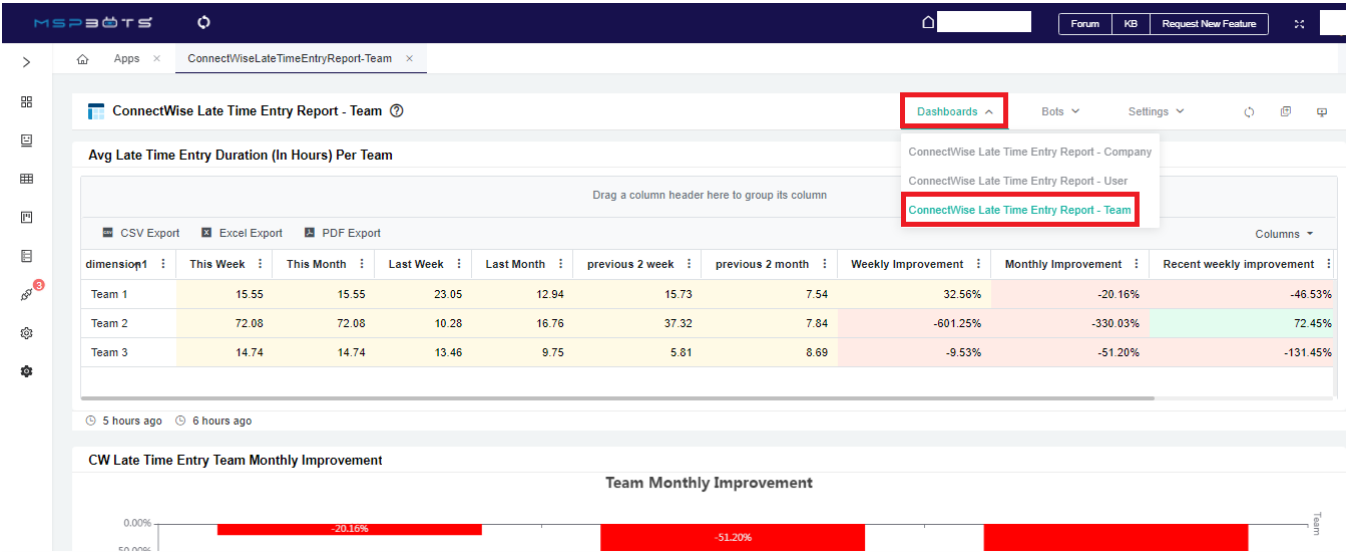 MSPBOTS Forum KB Request New Feature
Apps × ConnectWiseLateTimeEntryReport-Team ×
ConnectWise Late Time Entry Report - Team Dashboards Bots Settings
Avg Late Time Entry Duration (In Hours) Per Team
ConnectWise Late Time Entry Report - Company
ConnectWise Late Time Entry Report - User
ConnectWise Late Time Entry Report - Team
Drag a column header here to group its column
CSV Export Excel Export PDF Export Columns
dimension1 This Week This Month Last Week Last Month previous 2 week previous 2 month Weekly Improvement Monthly Improvement Recent weekly improvement
3
Team 1 15.55 15.55 23.05 12.94 15.73 7.54 32.56% -20.16% -46.53%
Team 2 72.08 72.08 10.28 16.76 37.32 7.84 -601.25% -330.03% 72.45%
Team 3 14.74 14.74 13.46 9.75 5.81 8.69 -9.53% -51.20% -131.45%
5 hours ago 6 hours ago
CW Late Time Entry Team Monthly Improvement
Team Monthly Improvement
0.00% -20.16% Team
-51.20%